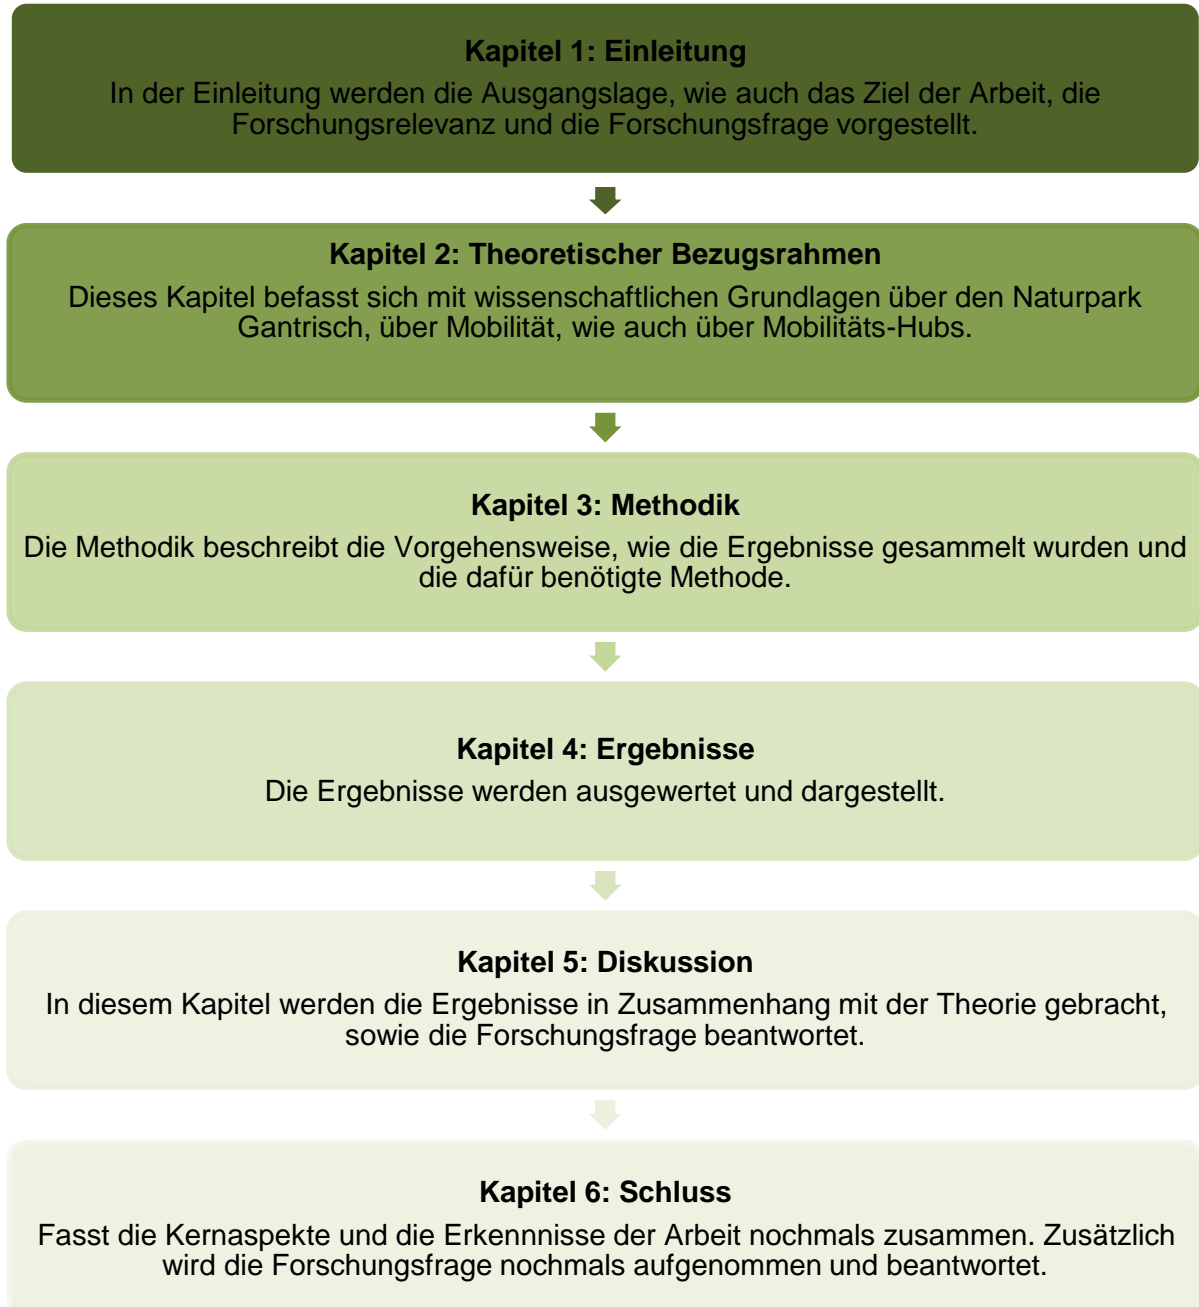 Kapitel 1: Einleitung
In der Einleitung werden die Ausgangslage, wie auch das Ziel der Arbeit, die
Forschungsrelevanz und die Forschungsfrage vorgestellt.
Kapitel 2: Theoretischer Bezugsrahmen
Dieses Kapitel befasst sich mit wissenschaftlichen Grundlagen über den Naturpark
Gantrisch, über Mobilität, wie auch über Mobilitäts-Hubs.
Kapitel 3: Methodik
Die Methodik beschreibt die Vorgehensweise, wie die Ergebnisse gesammelt wurden und
die dafür benötigte Methode.
Kapitel 4: Ergebnisse
Die Ergebnisse werden ausgewertet und dargestellt.
Kapitel 5: Diskussion
In diesem Kapitel werden die Ergebnisse in Zusammenhang mit der Theorie gebracht,
sowie die Forschungsfrage beantwortet.
Kapitel 6: Schluss
Fasst die Kernaspekte und die Erkennnisse der Arbeit nochmals zusammen. Zusätzlich
wird die Forschungsfrage nochmals aufgenommen und beantwortet.